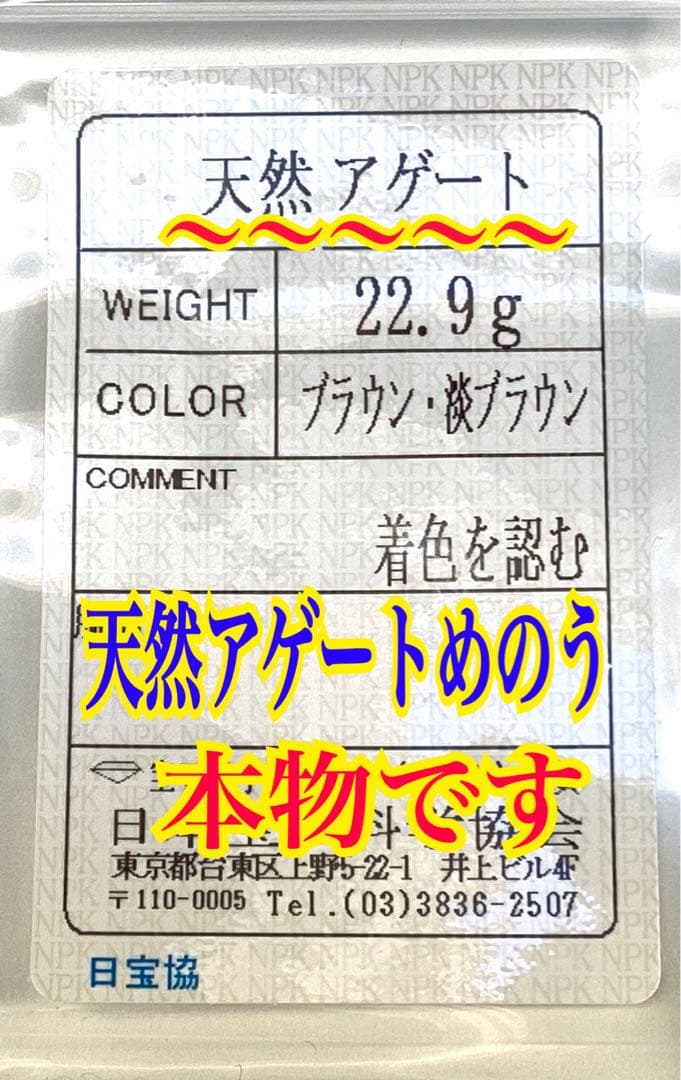 天然 アゲート
WEIGHT 22.9g
COLOR ブラウン・淡ブラウン
COMMENT
着色を認む
天然アゲートめのう
本物です
東京都台東区上野5-22-1 井上ビル4F
〒110-0005 Tel.(03)3836-2507
日宝協